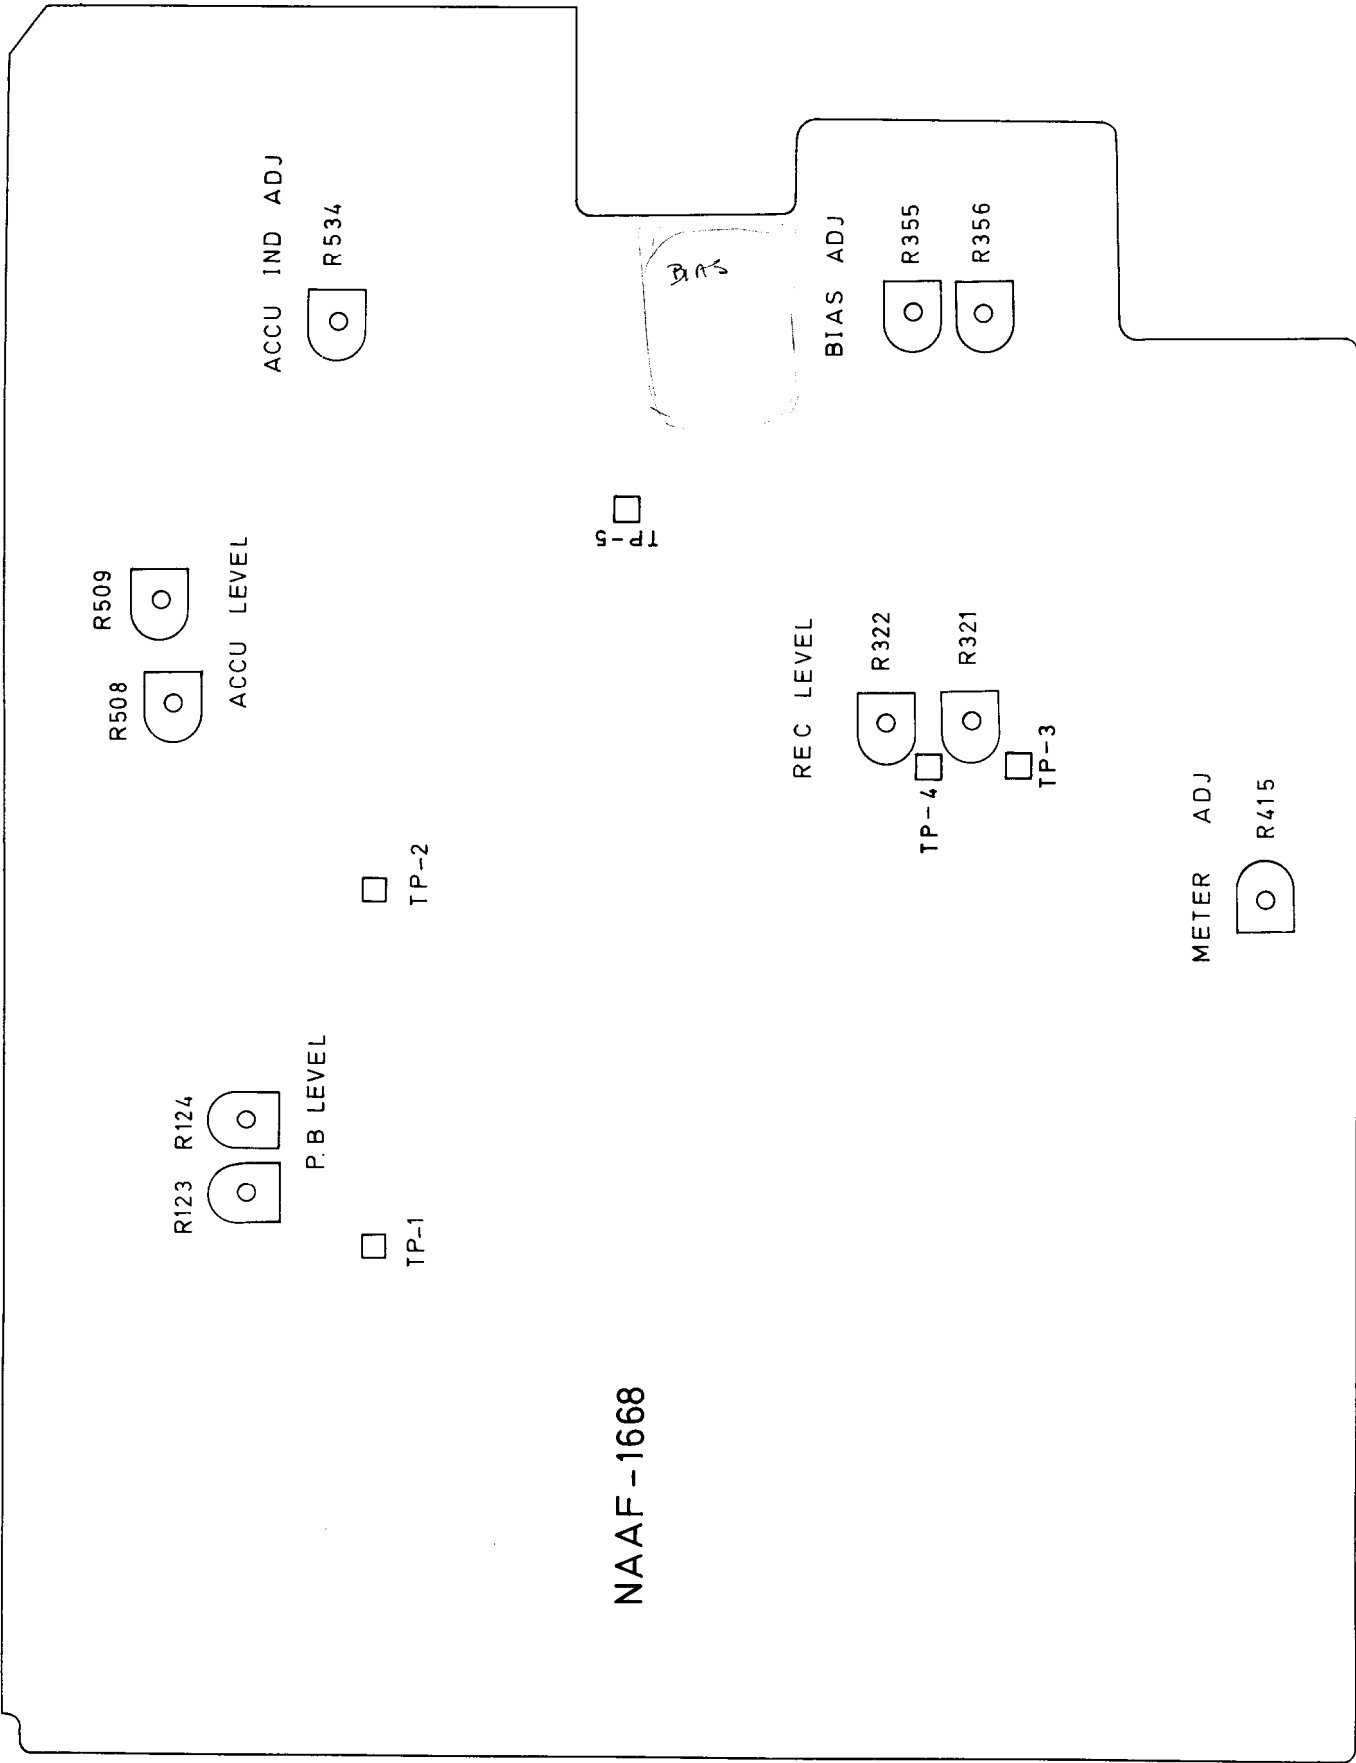 R509
R508
ACCU LEVEL
ACCU IND ADJ
R534
R123 R124
P.B LEVEL
TP-1
TP-2
TP-5
BIAS
BIAS ADJ
R355
R356
REC LEVEL
R322
R321
TP-4
TP-3
METER ADJ
R415
NAAF-1668